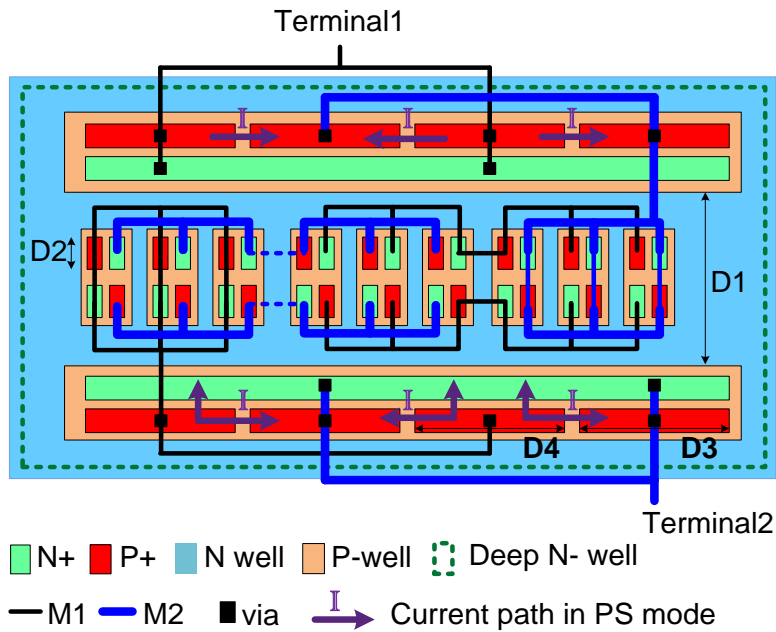 Terminal1
I I I
D2
D1
I I I
D4 D3
Terminal2
N+ P+ N well P-well Deep N- well
M1 M2 via I Current path in PS mode